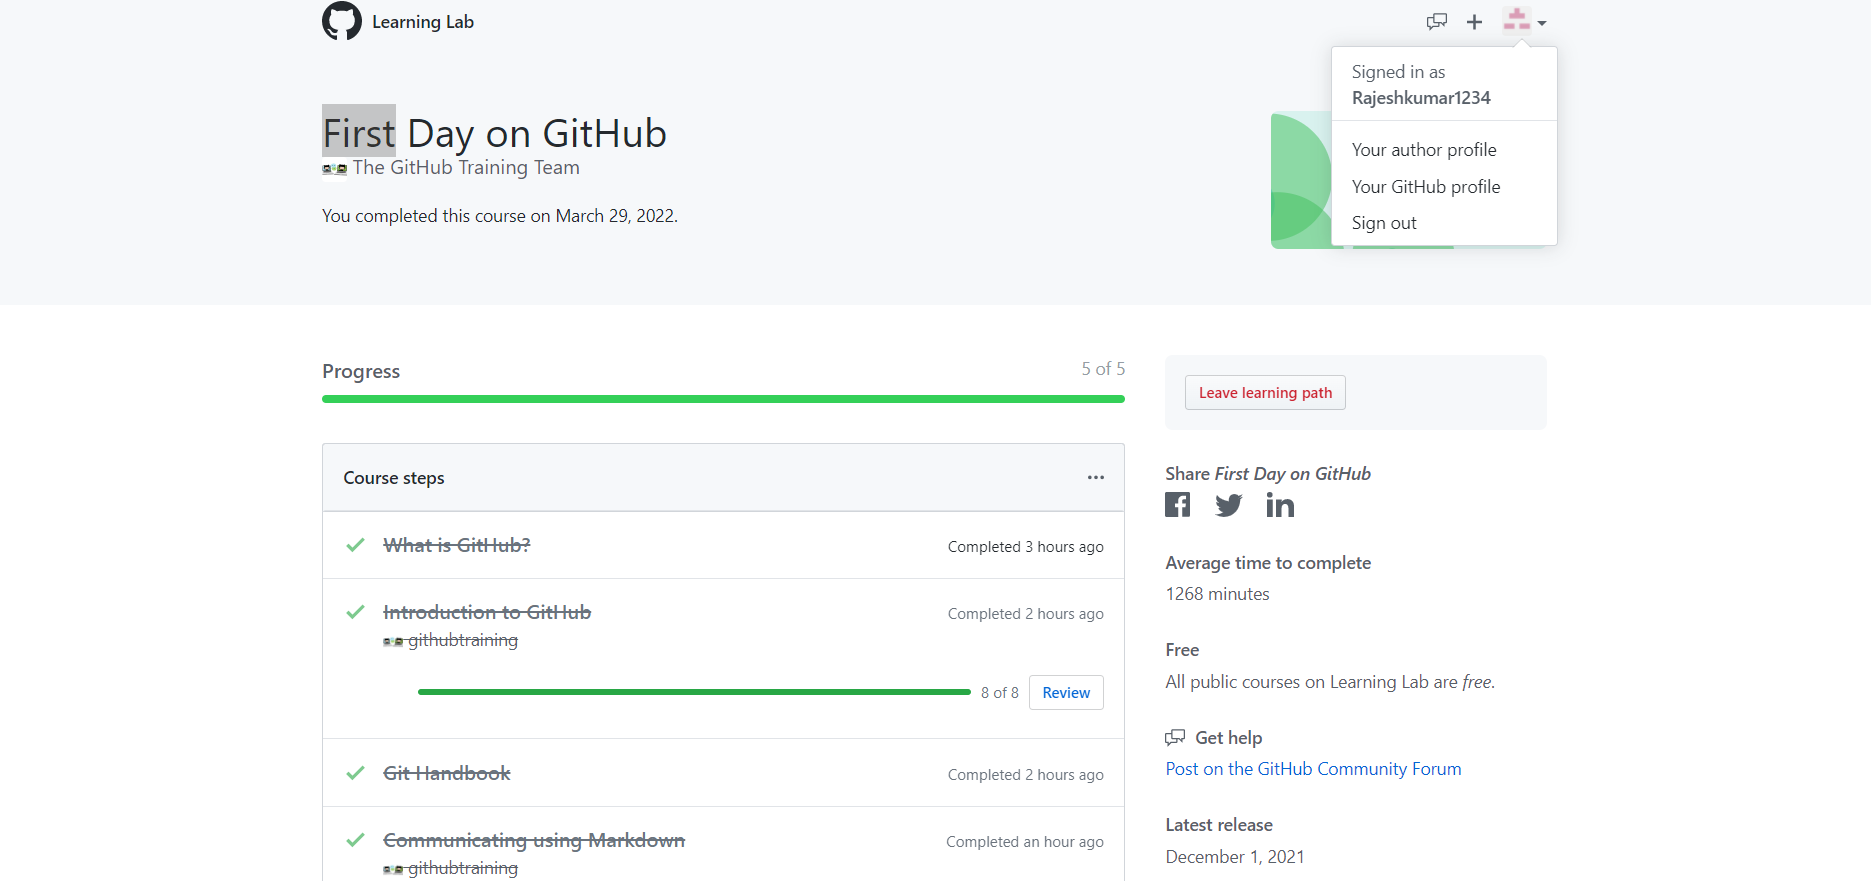 Learning Lab
Signed in as
Rajeshkumar1234
Your author profile
Your GitHub profile
Sign out
First Day on GitHub
The GitHub Training Team
You completed this course on March 29, 2022.
Progress
5 of 5
Course steps
What is GitHub?
Completed 3 hours ago
Introduction to GitHub
Completed 2 hours ago
githubtraining
8 of 8
Review
Git Handbook
Completed 2 hours ago
Communicating using Markdown
Completed an hour ago
githubtraining
Leave learning path
Share First Day on GitHub
Average time to complete
1268 minutes
Free
All public courses on Learning Lab are free.
Get help
Post on the GitHub Community Forum
Latest release
December 1, 2021